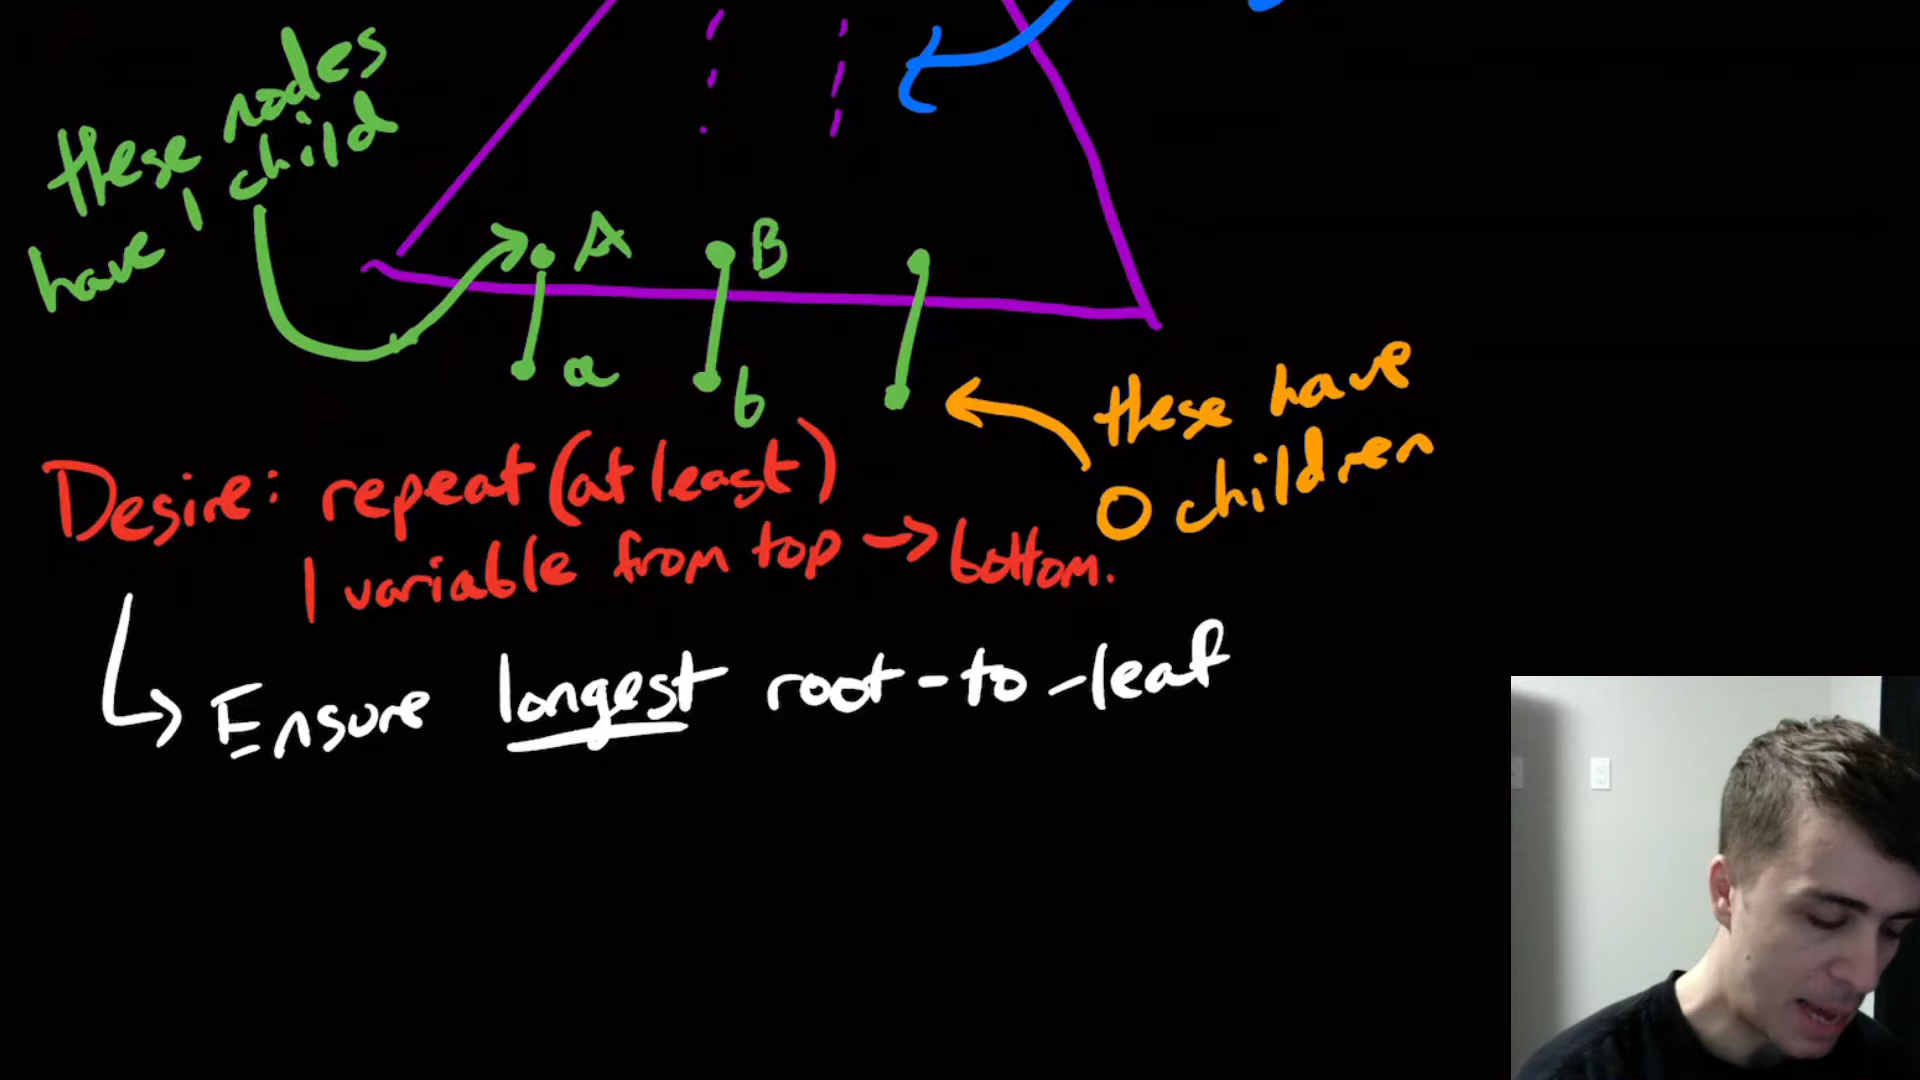 these nodes
have 1 child
A
B
a
b
these have
0 children
Desire: repeat (at least)
1 variable from top → bottom.
Ensure longest root-to-leaf